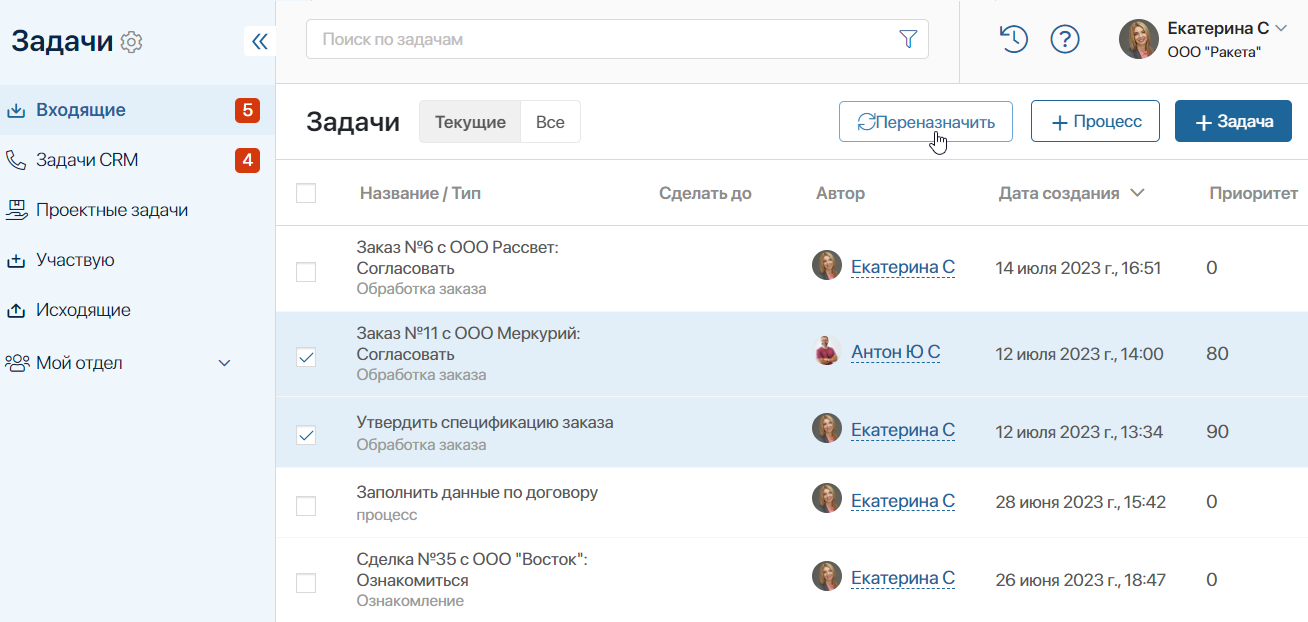 Задачи
Входящие 5
Задачи CRM 4
Проектные задачи
Участвую
Исходящие
Мой отдел
Поиск по задачам
?
Екатерина С
ООО "Ракета"
Задачи Текущие Все Переназначить + Процесс + Задача
Название / Тип Сделать до Автор Дата создания Приоритет
Заказ №6 с ООО Рассвет:
Согласовать
Обработка заказа
Екатерина С 14 июля 2023 г., 16:51 0
Заказ №11 с ООО Меркурий:
Согласовать
Обработка заказа
Антон Ю С 12 июля 2023 г., 14:00 80
Утвердить спецификацию заказа
Обработка заказа
Екатерина С 12 июля 2023 г., 13:34 90
Заполнить данные по договору
процесс
Екатерина С 28 июня 2023 г., 15:42 0
Сделка №35 с ООО "Восток":
Ознакомиться
Ознакомление
Екатерина С 26 июня 2023 г., 18:47 0